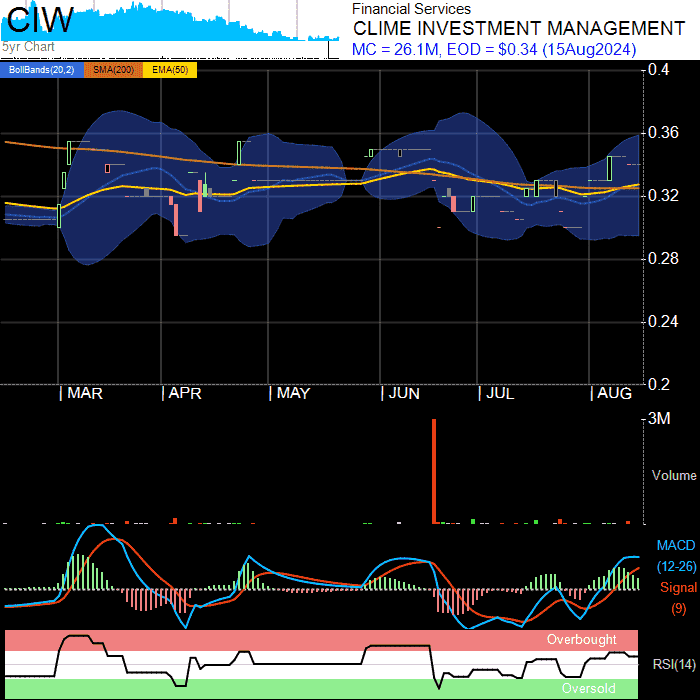 CIW
5yr Chart
Financial Services
CLIME INVESTMENT MANAGEMENT
MC = 26.1M, EOD = $0.34 (15Aug2024)
BollBands(20,2) SMA(200) EMA(50)
0.4
0.36
0.32
0.28
0.24
0.2
| MAR | APR | MAY | JUN | JUL | AUG
3M
Volume
MACD
(12-26)
Signal
(9)
Overbought
RSI(14)
Oversold